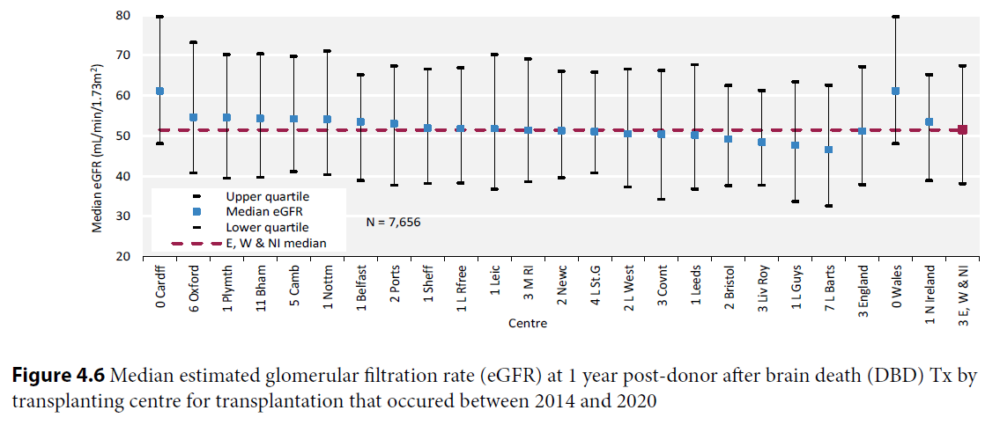 80
70
60
50
40
30
20
Median eGFR (mL/min/1.73m²)
Upper quartile
Median eGFR
Lower quartile
E, W & NI median
N = 7,656
0 Cardff
6 Oxford
1 Plymth
11 Bham
5 Camb
1 Nottm
1 Belfast
2 Ports
1 Sheff
1 L Rfree
1 Leic
3 M RI
2 Newc
4 L St.G
2 L West
3 Covnt
1 Leeds
2 Bristol
3 Liv Roy
1 L Guys
7 L Barts
3 England
0 Wales
1 N Ireland
3 E, W & NI
Centre
Figure 4.6 Median estimated glomerular filtration rate (eGFR) at 1 year post-donor after brain death (DBD) Tx by
transplanting centre for transplantation that occured between 2014 and 2020